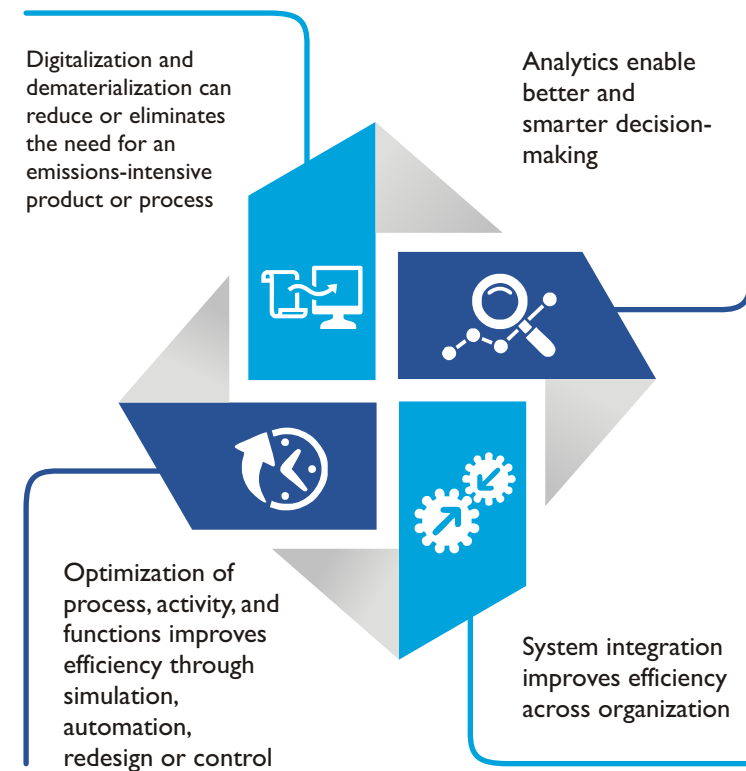 Digitalization and
dematerialization can
reduce or eliminates
the need for an
emissions-intensive
product or process
Analytics enable
better and
smarter decision-
making
Optimization of
process, activity, and
functions improves
efficiency through
simulation,
automation,
redesign or control
System integration
improves efficiency
across organization